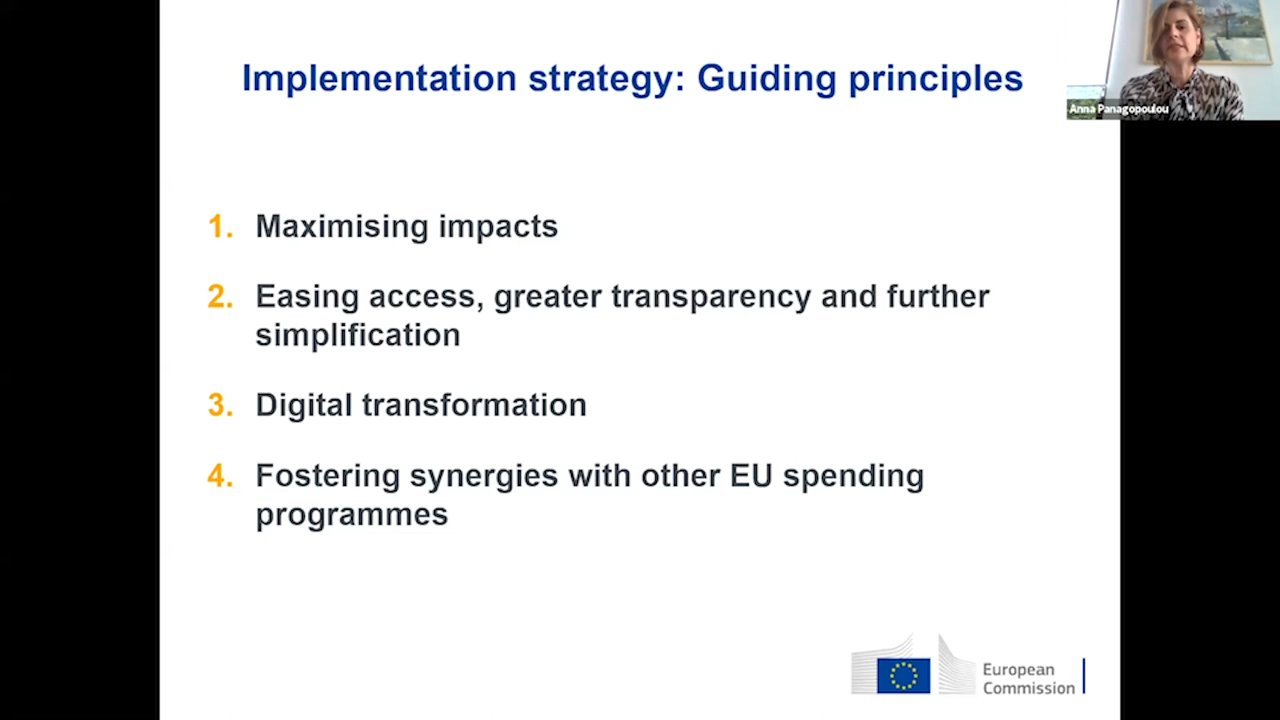 Implementation strategy: Guiding principles
Anna Panagopoulou
1. Maximising impacts
2. Easing access, greater transparency and further
simplification
3. Digital transformation
4. Fostering synergies with other EU spending
programmes
European
Commission